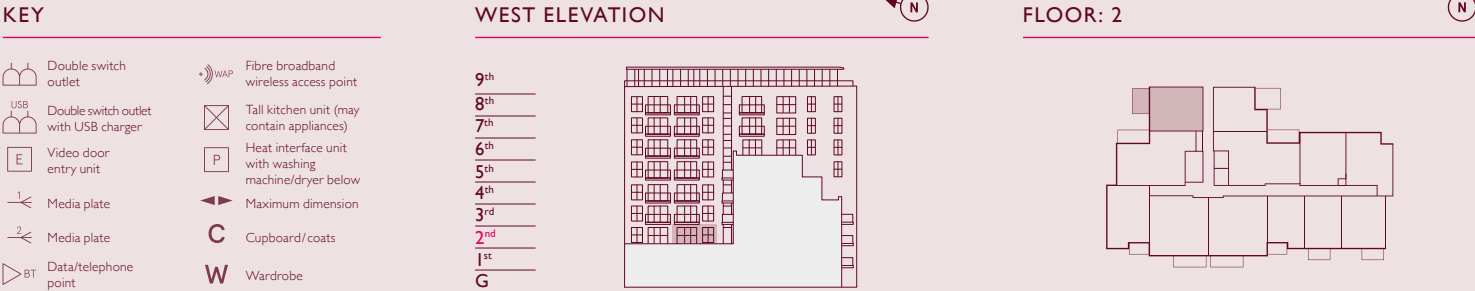 KEY
Double switch
outlet
USB
Double switch outlet
with USB charger
E
Video door
entry unit
1
Media plate
2
Media plate
BT
Data/telephone
point
WAP
Fibre broadband
wireless access point
Tall kitchen unit (may
contain appliances)
P
Heat interface unit
with washing
machine/dryer below
Maximum dimension
C
Cupboard/coats
W
Wardrobe
WEST ELEVATION
N
9th
8th
7th
6th
5th
4th
3rd
2nd
1st
G
FLOOR: 2
N